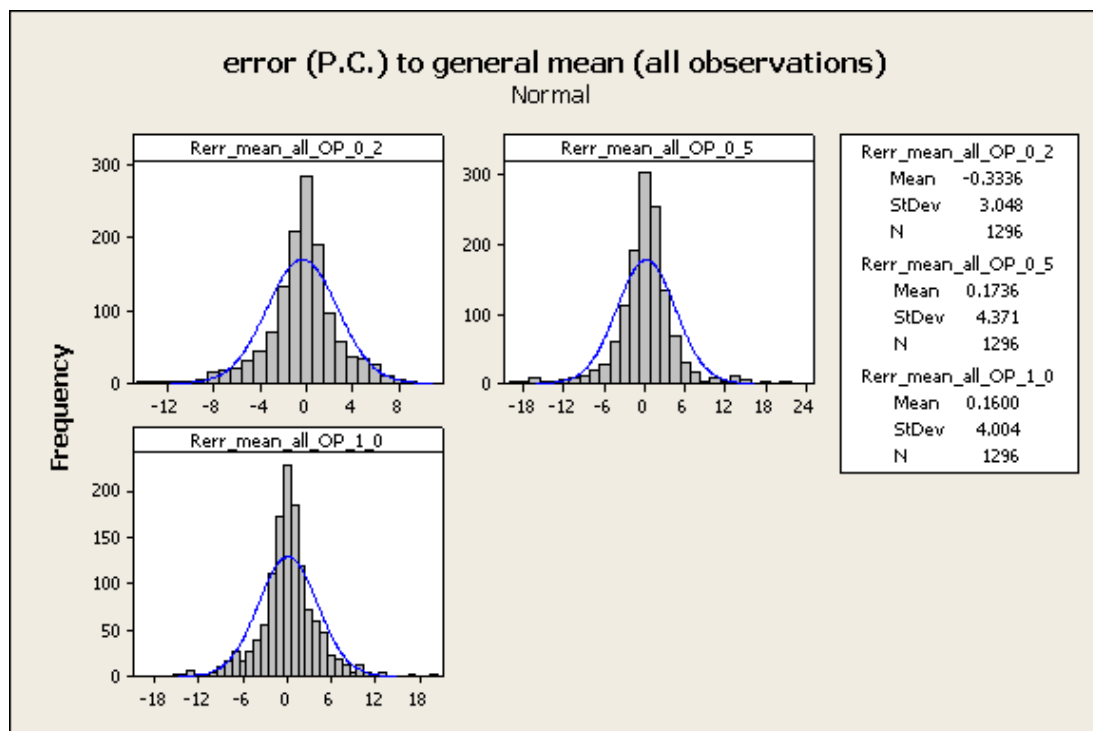 error (P.C.) to general mean (all observations)
Normal
Rerr_mean_all_OP_0_2
300
200
100
0
-12 -8 -4 0 4 8
Rerr_mean_all_OP_0_5
300
200
100
0
-18 -12 -6 0 6 12 18 24
Rerr_mean_all_OP_1_0
200
150
100
50
0
-18 -12 -6 0 6 12 18
Frequency
Rerr_mean_all_OP_0_2
Mean -0.3336
StDev 3.048
N 1296
Rerr_mean_all_OP_0_5
Mean 0.1736
StDev 4.371
N 1296
Rerr_mean_all_OP_1_0
Mean 0.1600
StDev 4.004
N 1296